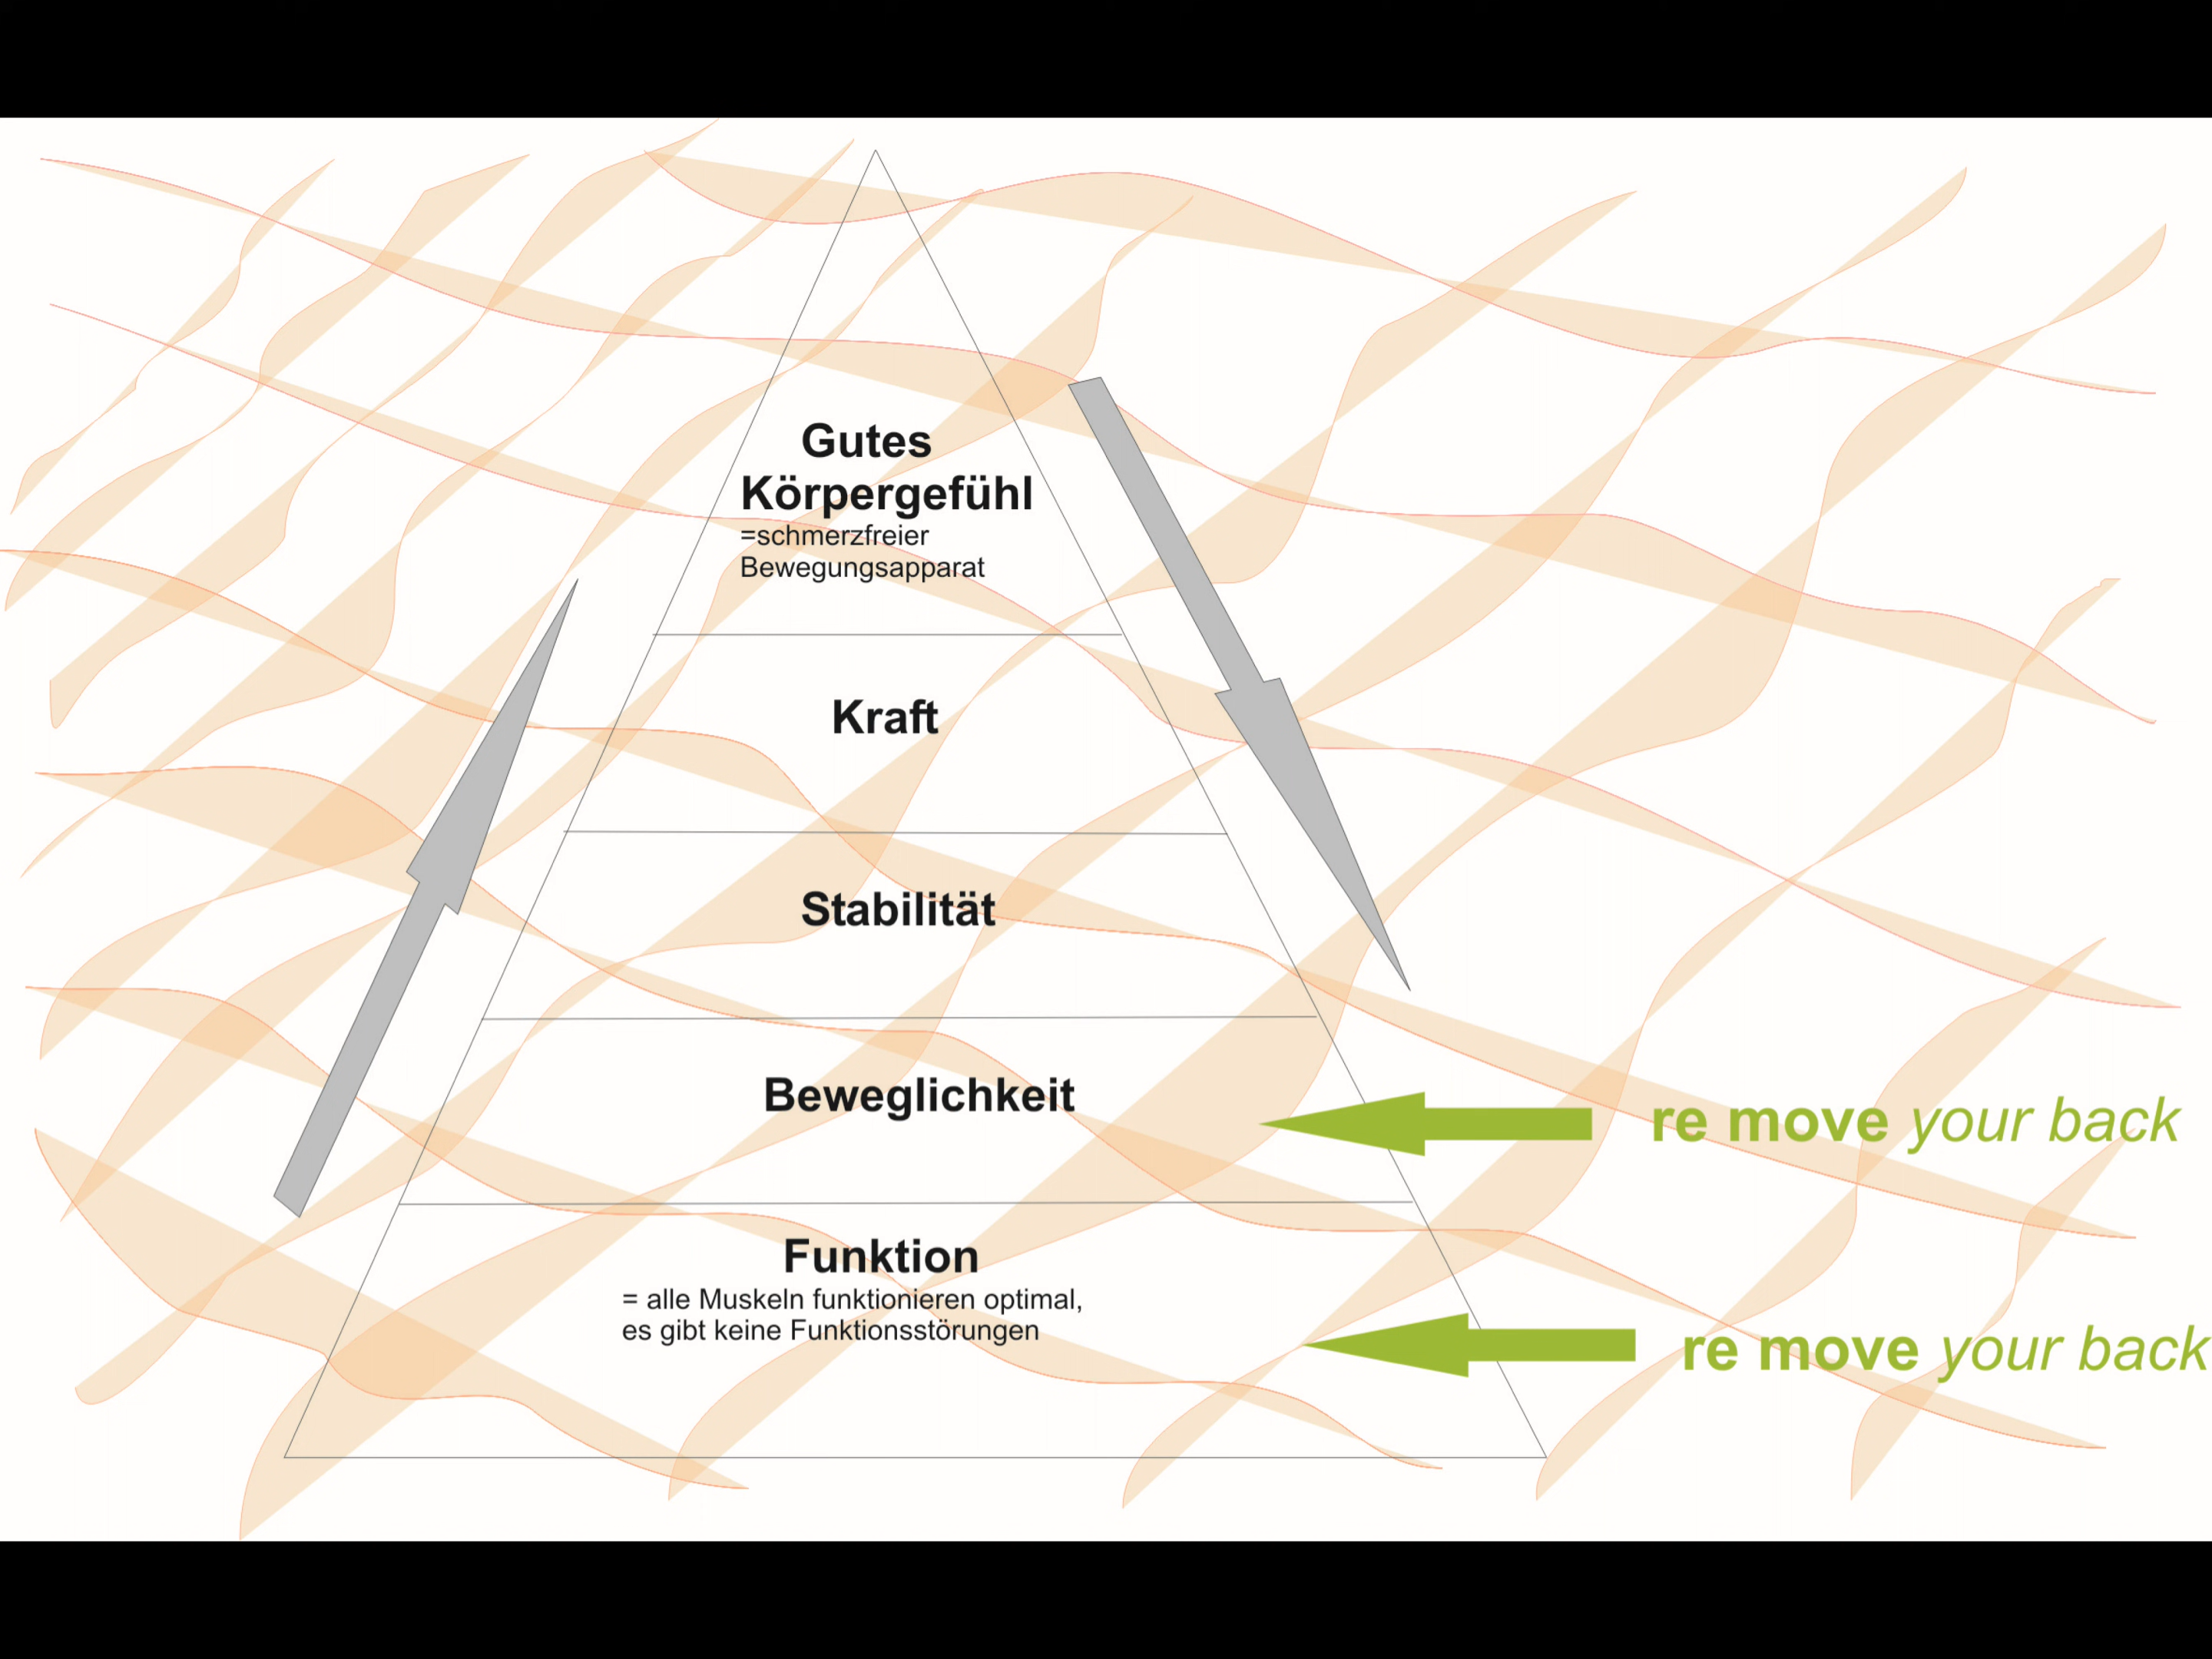 Gutes
Körpergefühl
=schmerzfreier
Bewegungsapparat
Kraft
Stabilität
Beweglichkeit
re move your back
Funktion
= alle Muskeln funktionieren optimal,
es gibt keine Funktionsstörungen
re move your back